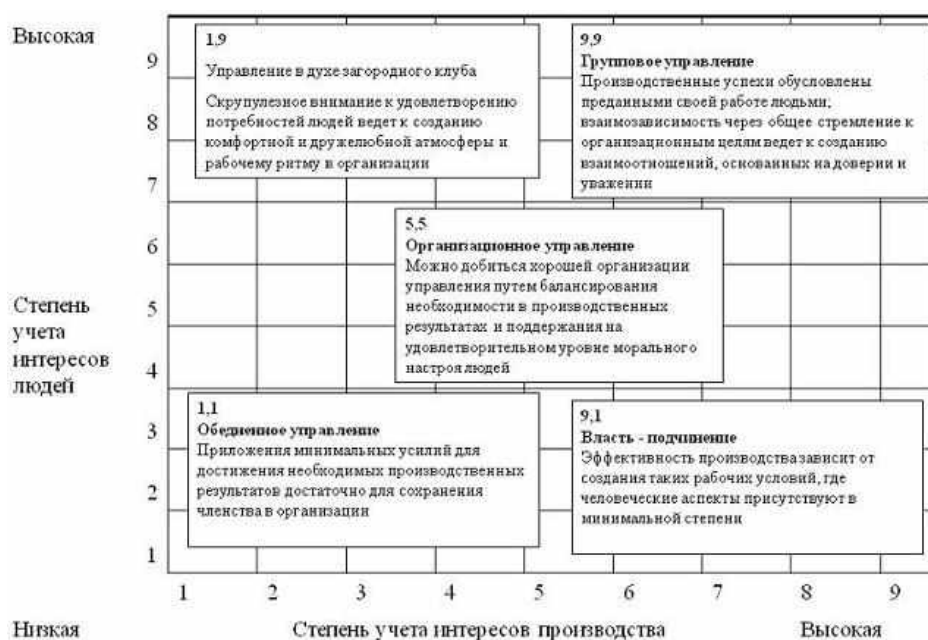 Высокая
9
8
7
6
5
4
3
2
1
Степень
учета
интересов
людей
1,9
Управление в духе загородного клуба
Скрупулезное внимание к удовлетворению
потребностей людей ведет к созданию
комфортной и дружелюбной атмосферы и
рабочему ритму в организации
9,9
Групповое управление
Производственные успехи обусловлены
преданными своей работе людьми;
взаимозависимость через общее стремление к
организационным целям ведет к созданию
взаимоотношений, основанных на доверии и
уважении
5,5
Организационное управление
Можно добиться хорошей организации
управления путем балансирования
необходимости в производственных
результатах и поддержания на
удовлетворительном уровне морального
настроя людей
1,1
Обедненное управление
Приложения минимальных усилий для
достижения необходимых производственных
результатов достаточно для сохранения
членства в организации
9,1
Власть - подчинение
Эффективность производства зависит от
создания таких рабочих условий, где
человеческие аспекты присутствуют в
минимальной степени
1 2 3 4 5 6 7 8 9
Низкая Степень учета интересов производства Высокая